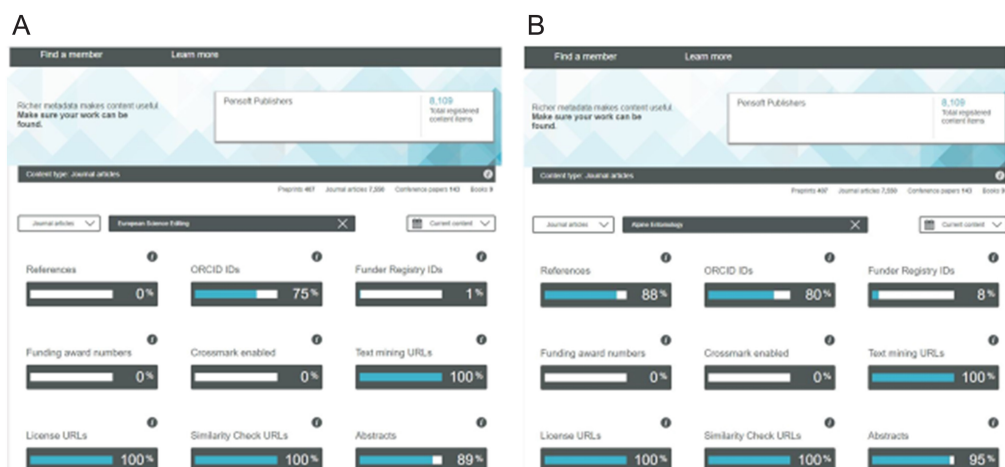 A
Find a member Learn more
Richer metadata makes content useful
Make sure your work can be
found.
Pensoft Publishers
8,109
Total registered
content items
Content type: Journal articles
Preprints 407 Journal articles 7,550 Conference papers 143 Books 9
Journal articles European Science Editing Current content
References ORCID IDs Funder Registry IDs
0% 75% 1%
Funding award numbers Crossmark enabled Text mining URLs
0% 0% 100%
License URLs Similarity Check URLs Abstracts
100% 100% 89%
B
Find a member Learn more
Richer metadata makes content useful
Make sure your work can be
found.
Pensoft Publishers
8,109
Total registered
content items
Content type: Journal articles
Preprints 407 Journal articles 7,550 Conference papers 143 Books 9
Journal articles Alpine Entomology Current content
References ORCID IDs Funder Registry IDs
88% 80% 8%
Funding award numbers Crossmark enabled Text mining URLs
0% 0% 100%
License URLs Similarity Check URLs Abstracts
100% 100% 95%